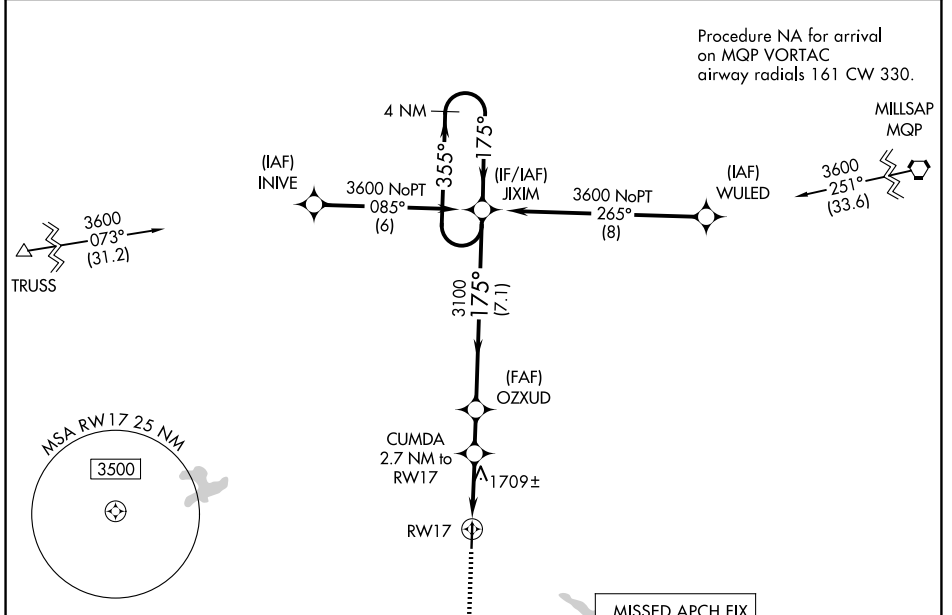 Procedure NA for arrival
on MQP VORTAC
airway radials 161 CW 330.
MILLSAP
MQP
3600
251°
(33.6)
4 NM
355°
175°
(IAF)
INIVE
3600 NoPT
085°
(6)
(IF/IAF)
JIXIM
3600 NoPT
265°
(8)
(IAF)
WULED
3600
073°
(31.2)
TRUSS
3100
175°
(7.1)
(FAF)
OZXUD
CUMDA
2.7 NM to
RW17
1709±
RW17
MSA RW17 25 NM
3500
MISSED APCH FIX